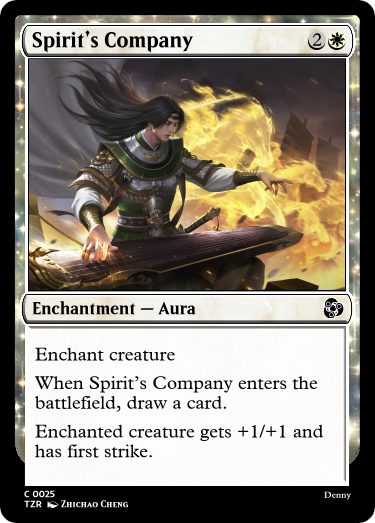 Spirit's Company 2
Enchantment — Aura
Enchant creature
When Spirit's Company enters the
battlefield, draw a card.
Enchanted creature gets +1/+1 and
has first strike.
C 0025
TZR Zhichao Cheng
Denny